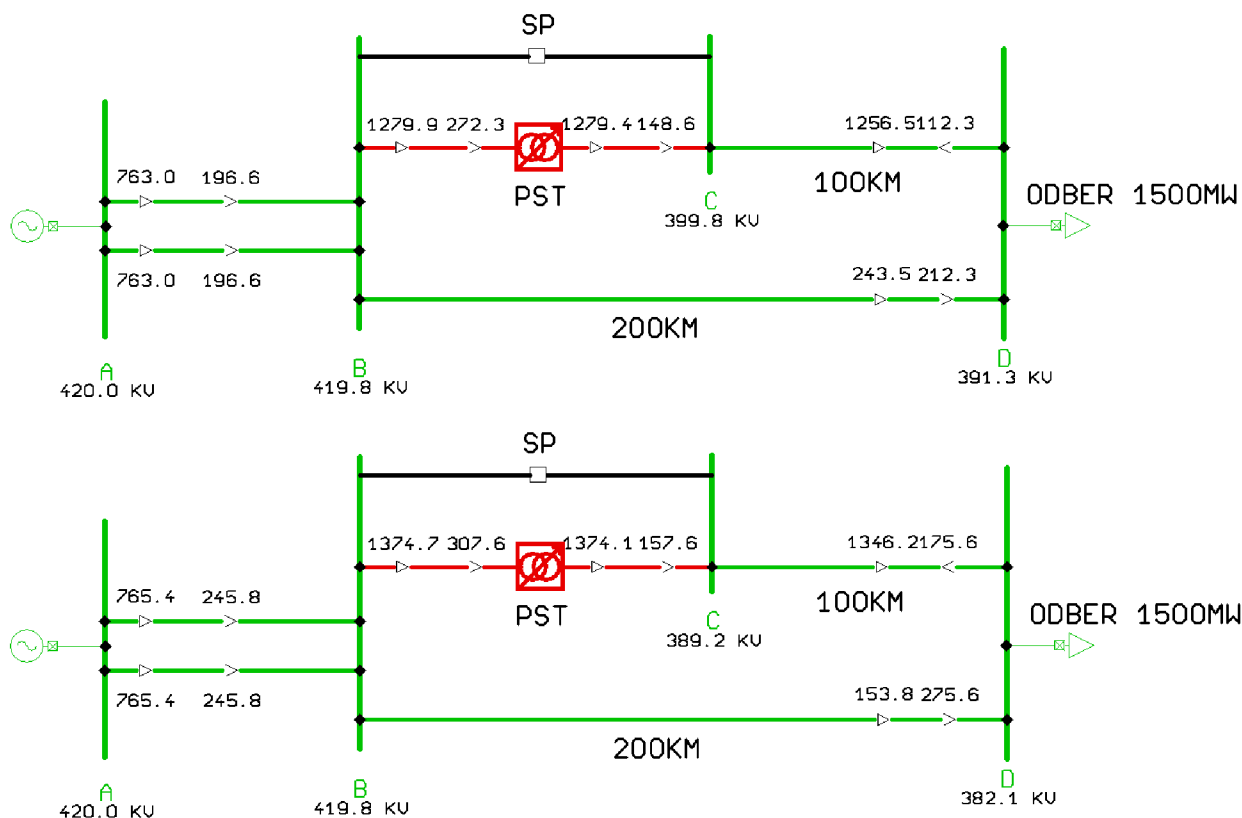 SP
1279.9 272.3 1279.4 148.6 1256.5 112.3
763.0 196.6 PST 100KM
C
399.8 KV
ODBER 1500MW
763.0 196.6
243.5 212.3
200KM
A
420.0 KV
B
419.8 KV
D
391.3 KV
SP
1374.7 307.6 1374.1 157.6 1346.2 175.6
765.4 245.8 PST 100KM
C
389.2 KV
ODBER 1500MW
765.4 245.8
153.8 275.6
200KM
A
420.0 KV
B
419.8 KV
D
382.1 KV